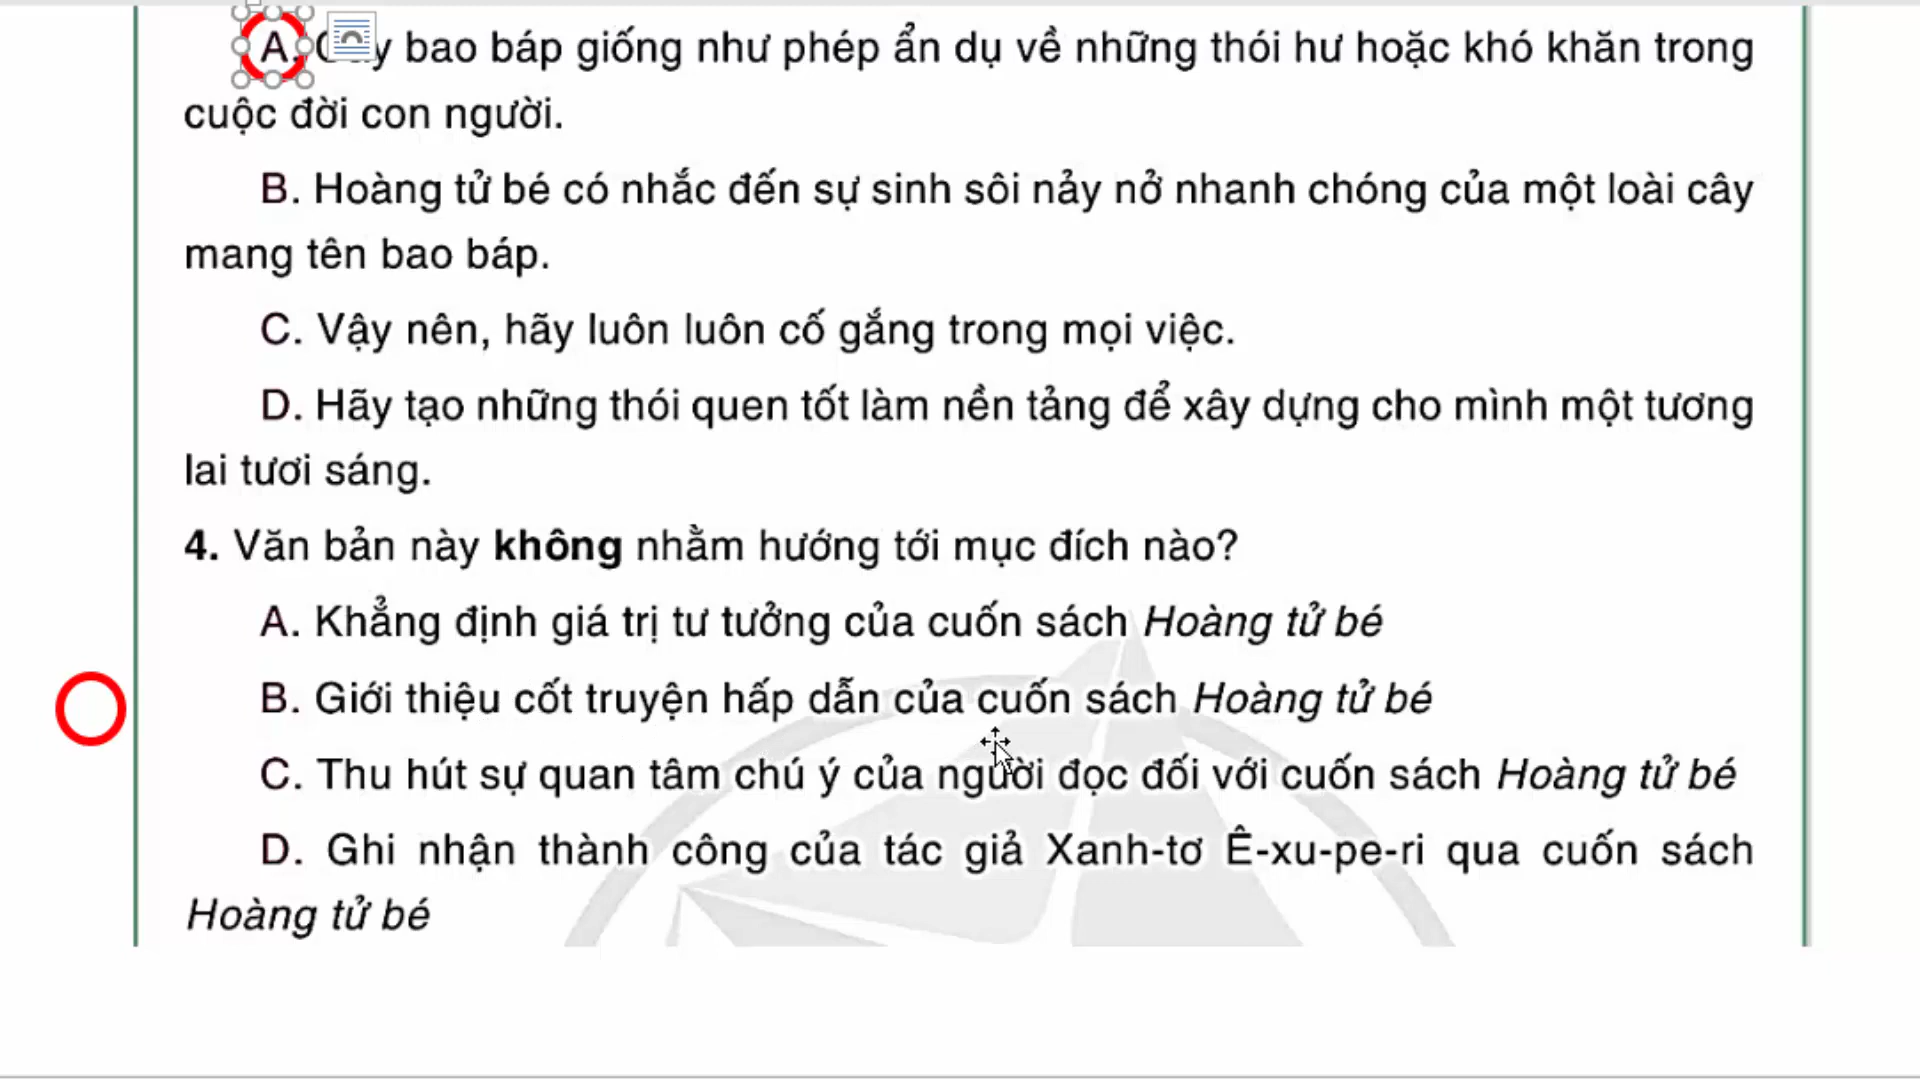 A. y bao báp giống như phép ẩn dụ về những thói hư hoặc khó khăn trong
cuộc đời con người.
B. Hoàng tử bé có nhắc đến sự sinh sôi nảy nở nhanh chóng của một loài cây
mang tên bao báp.
C. Vậy nên, hãy luôn luôn cố gắng trong mọi việc.
D. Hãy tạo những thói quen tốt làm nền tảng để xây dựng cho mình một tương
lai tươi sáng.
4. Văn bản này không nhằm hướng tới mục đích nào?
A. Khẳng định giá trị tư tưởng của cuốn sách Hoàng tử bé
B. Giới thiệu cốt truyện hấp dẫn của cuốn sách Hoàng tử bé
C. Thu hút sự quan tâm chú ý của người đọc đối với cuốn sách Hoàng tử bé
D. Ghi nhận thành công của tác giả Xanh-tơ Ê-xu-pe-ri qua cuốn sách
Hoàng tử bé